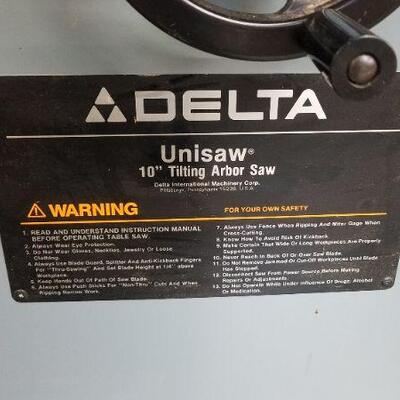 DELTA
Unisaw®
10" Tilting Arbor Saw
Delta International Machinery Corp.
Pittsburgh, Pennsylvania 15238, U.S.A.
WARNING
FOR YOUR OWN SAFETY
1. READ AND UNDERSTAND INSTRUCTION MANUAL
BEFORE OPERATING TABLE SAW.
2. Always Wear Eye Protection.
3. Do Not Wear Gloves, Neckties, Jewelry Or Loose
Clothing.
4. Always Use Blade Guard, Splitter And Anti-Kickback Fingers
For "Thru-Sawing" And Set Blade Height at 1/4" above
Workpiece.
5. Keep Hands Out Of Path Of Saw Blade.
6. Always Use Push Sticks For "Non-Thru" Cuts And When
Ripping Narrow Work.
7. Always Use Fence When Ripping And Miter Gage When
Cross-Cutting.
8. Know How To Avoid Risk Of Kickback.
9. Make Certain That Wide Or Long Workpieces Are Properly
Supported.
10. Never Reach In Back Of Or Over Saw Blade.
11. Do Not Remove Jammed Or Cut-Off Workpieces Until Blade
Has Stopped.
12. Disconnect Saw From Power Source Before Making
Repairs or Adjustments.
13. Do Not Operate While Under Influence Of Drugs, Alcohol
Or Medication.